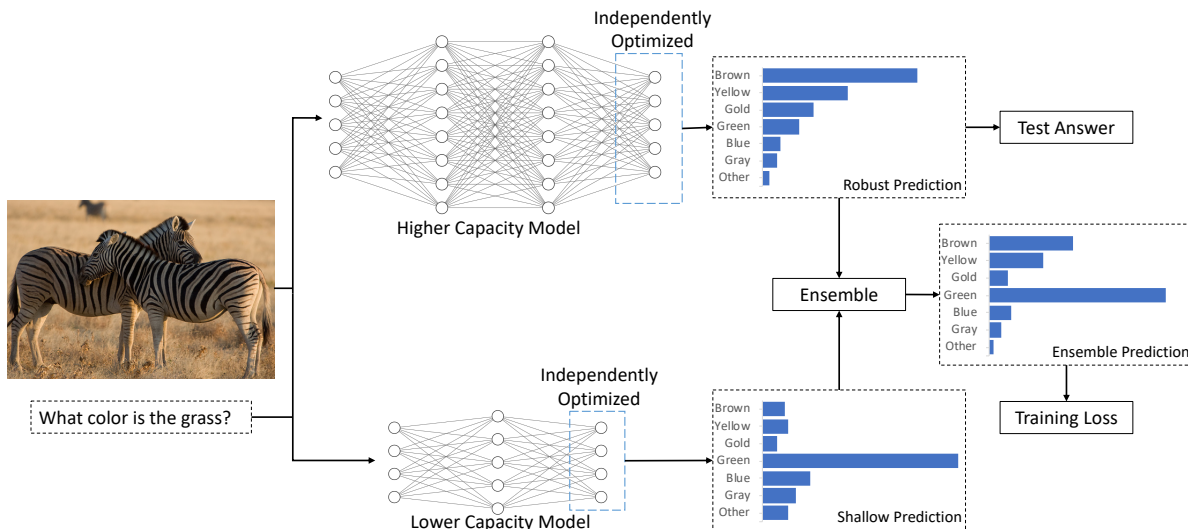 Independently
Optimized
Brown
Yellow
Gold
Green
Blue
Gray
Other
Robust Prediction
Test Answer
Higher Capacity Model
Ensemble
Brown
Yellow
Gold
Green
Blue
Gray
Other
Ensemble Prediction
Training Loss
What color is the grass?
Independently
Optimized
Lower Capacity Model
Brown
Yellow
Gold
Green
Blue
Gray
Other
Shallow Prediction